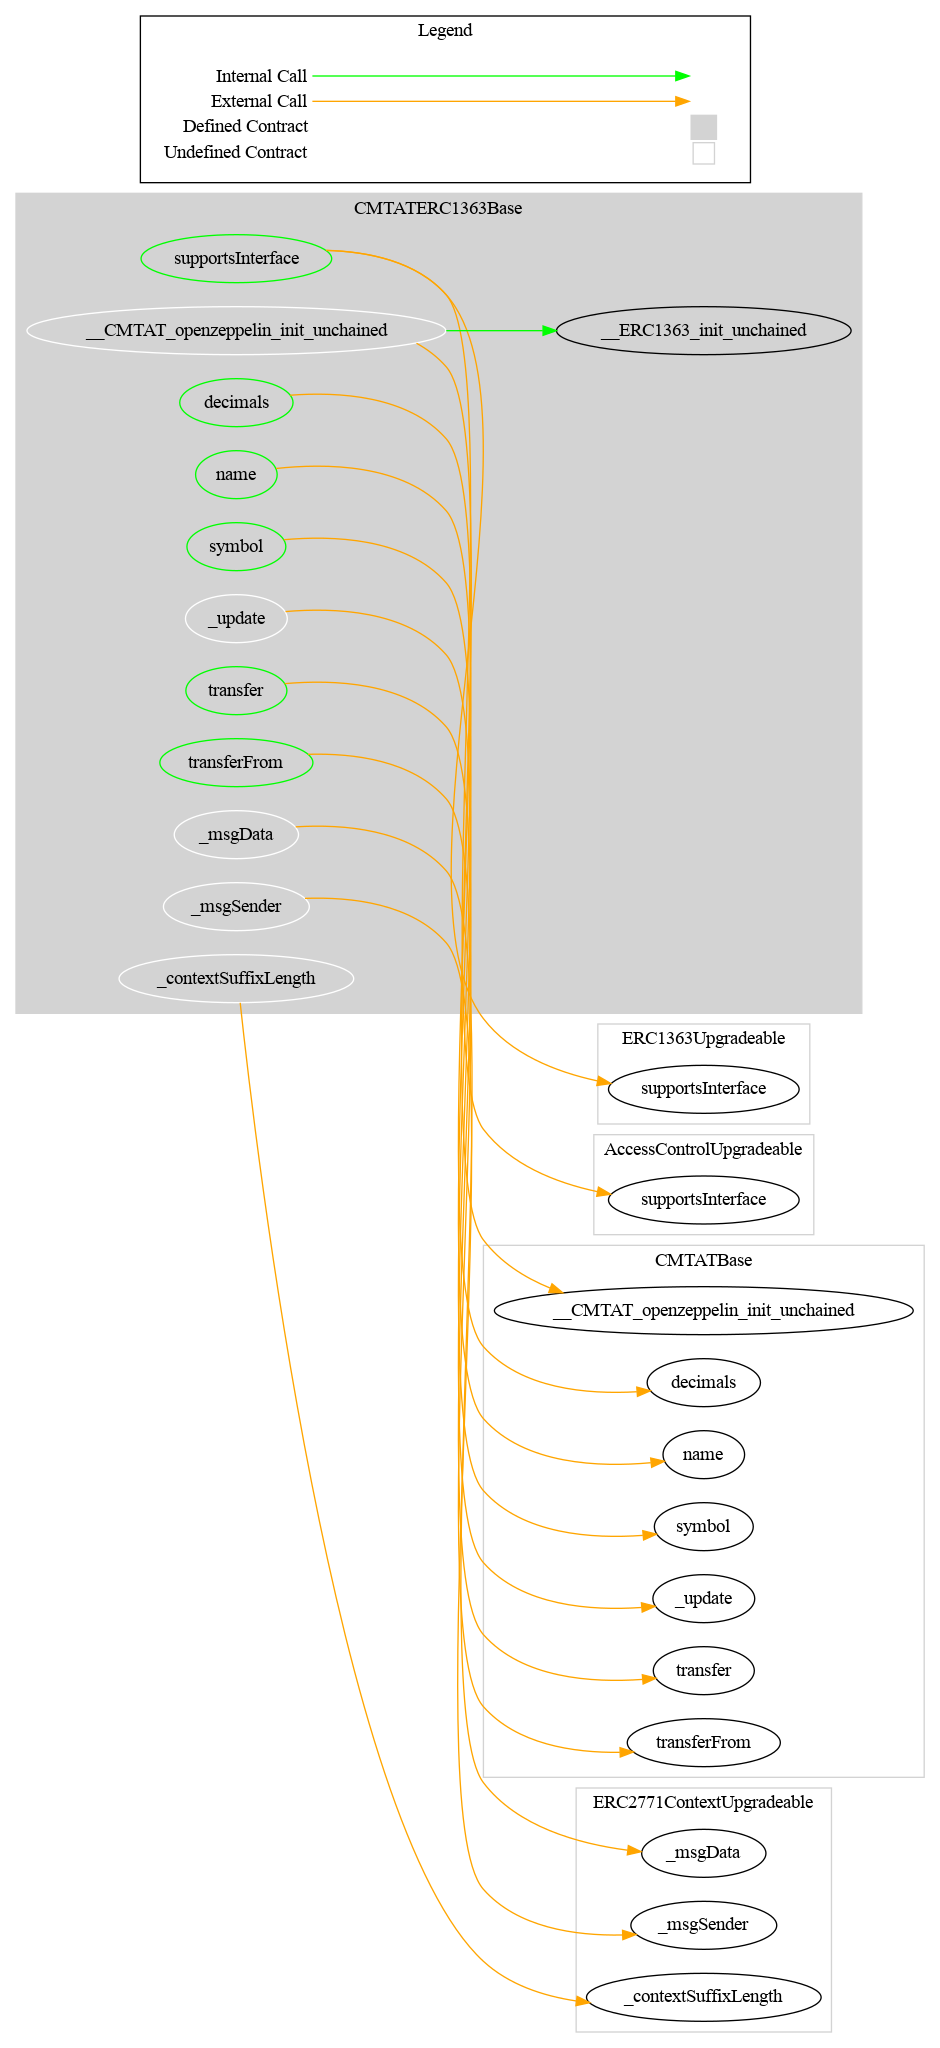 Legend
Internal Call
External Call
Defined Contract
Undefined Contract
CMTATERC1363Base
supportsInterface
__CMTAT_openzeppelin_init_unchained
__ERC1363_init_unchained
decimals
name
symbol
_update
transfer
transferFrom
_msgData
_msgSender
_contextSuffixLength
ERC1363Upgradeable
supportsInterface
AccessControlUpgradeable
supportsInterface
CMTATBase
__CMTAT_openzeppelin_init_unchained
decimals
name
symbol
_update
transfer
transferFrom
ERC2771ContextUpgradeable
_msgData
_msgSender
_contextSuffixLength